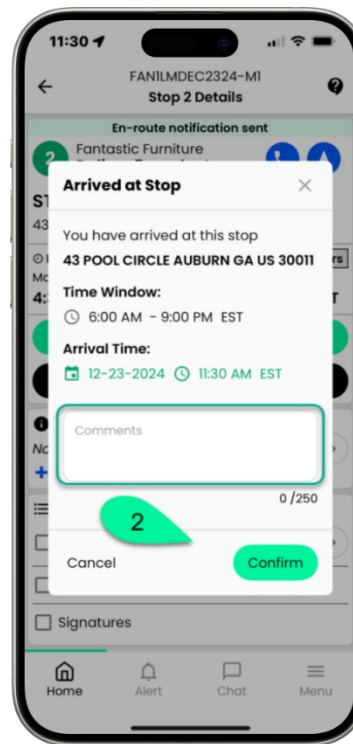 11:30
FAN1LMDEC2324-M1
Stop 2 Details
En-route notification sent
2
Fantastic Furniture
Arrived at Stop
You have arrived at this stop
43 POOL CIRCLE AUBURN GA US 30011
Time Window:
6:00 AM - 9:00 PM EST
Arrival Time:
12-23-2024 11:30 AM EST
Comments
0 /250
2
Cancel
Confirm
Signatures
Home
Alert
Chat
Menu